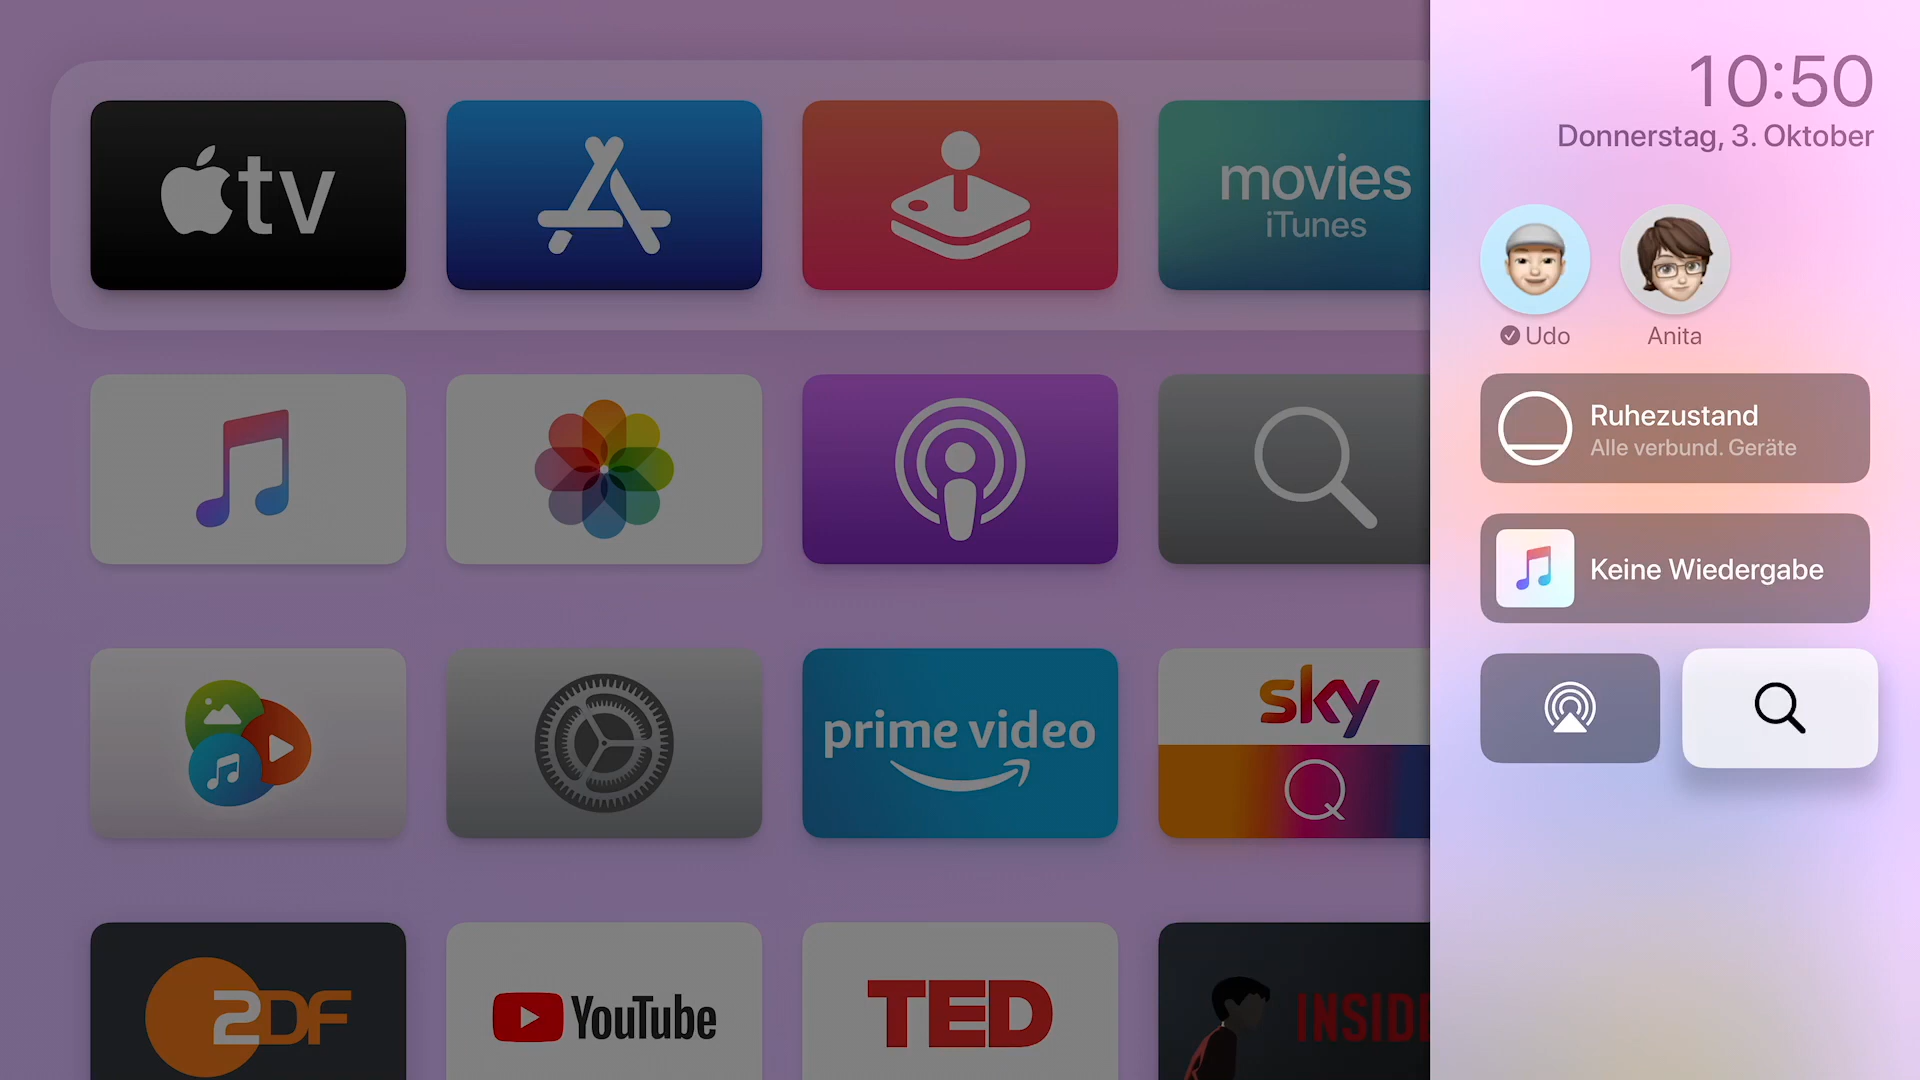 tv
movies
iTunes
prime video
sky
Q
2DF
YouTube
TED
INSID
10:50
Donnerstag, 3. Oktober
Udo
Anita
Ruhezustand
Alle verbund. Geräte
Keine Wiedergabe